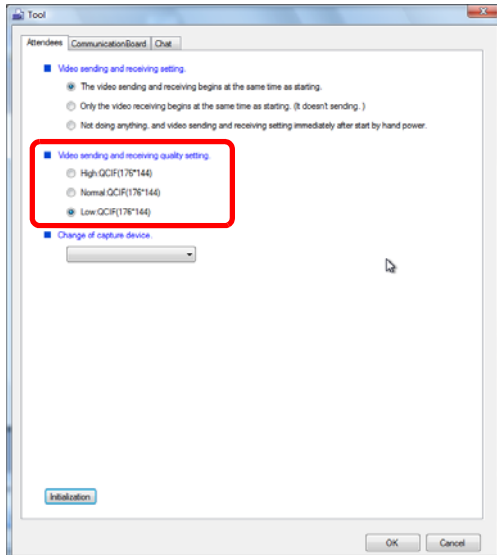 Tool
Attendees CommunicationBoard Chat
Video sending and receiving setting.
The video sending and receiving begins at the same time as starting.
Only the video receiving begins at the same time as starting. (It doesn't sending. )
Not doing anything, and video sending and receiving setting immediately after start by hand power.
Video sending and receiving quality setting.
High:QCIF(176*144)
Normal:QCIF(176*144)
Low:QCIF(176*144)
Change of capture device.
Initialization
OK Cancel